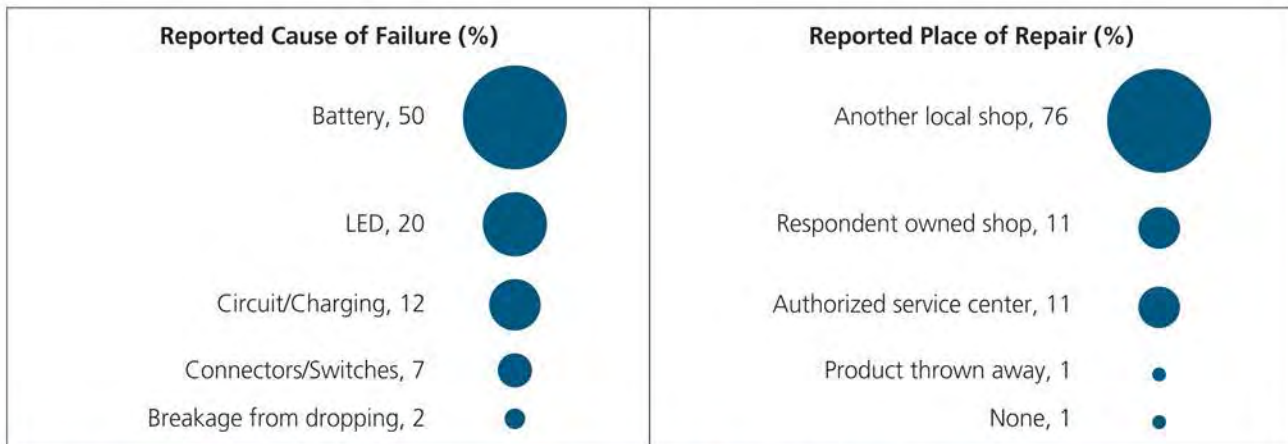 Reported Cause of Failure (%)
Battery, 50
LED, 20
Circuit/Charging, 12
Connectors/Switches, 7
Breakage from dropping, 2
Reported Place of Repair (%)
Another local shop, 76
Respondent owned shop, 11
Authorized service center, 11
Product thrown away, 1
None, 1